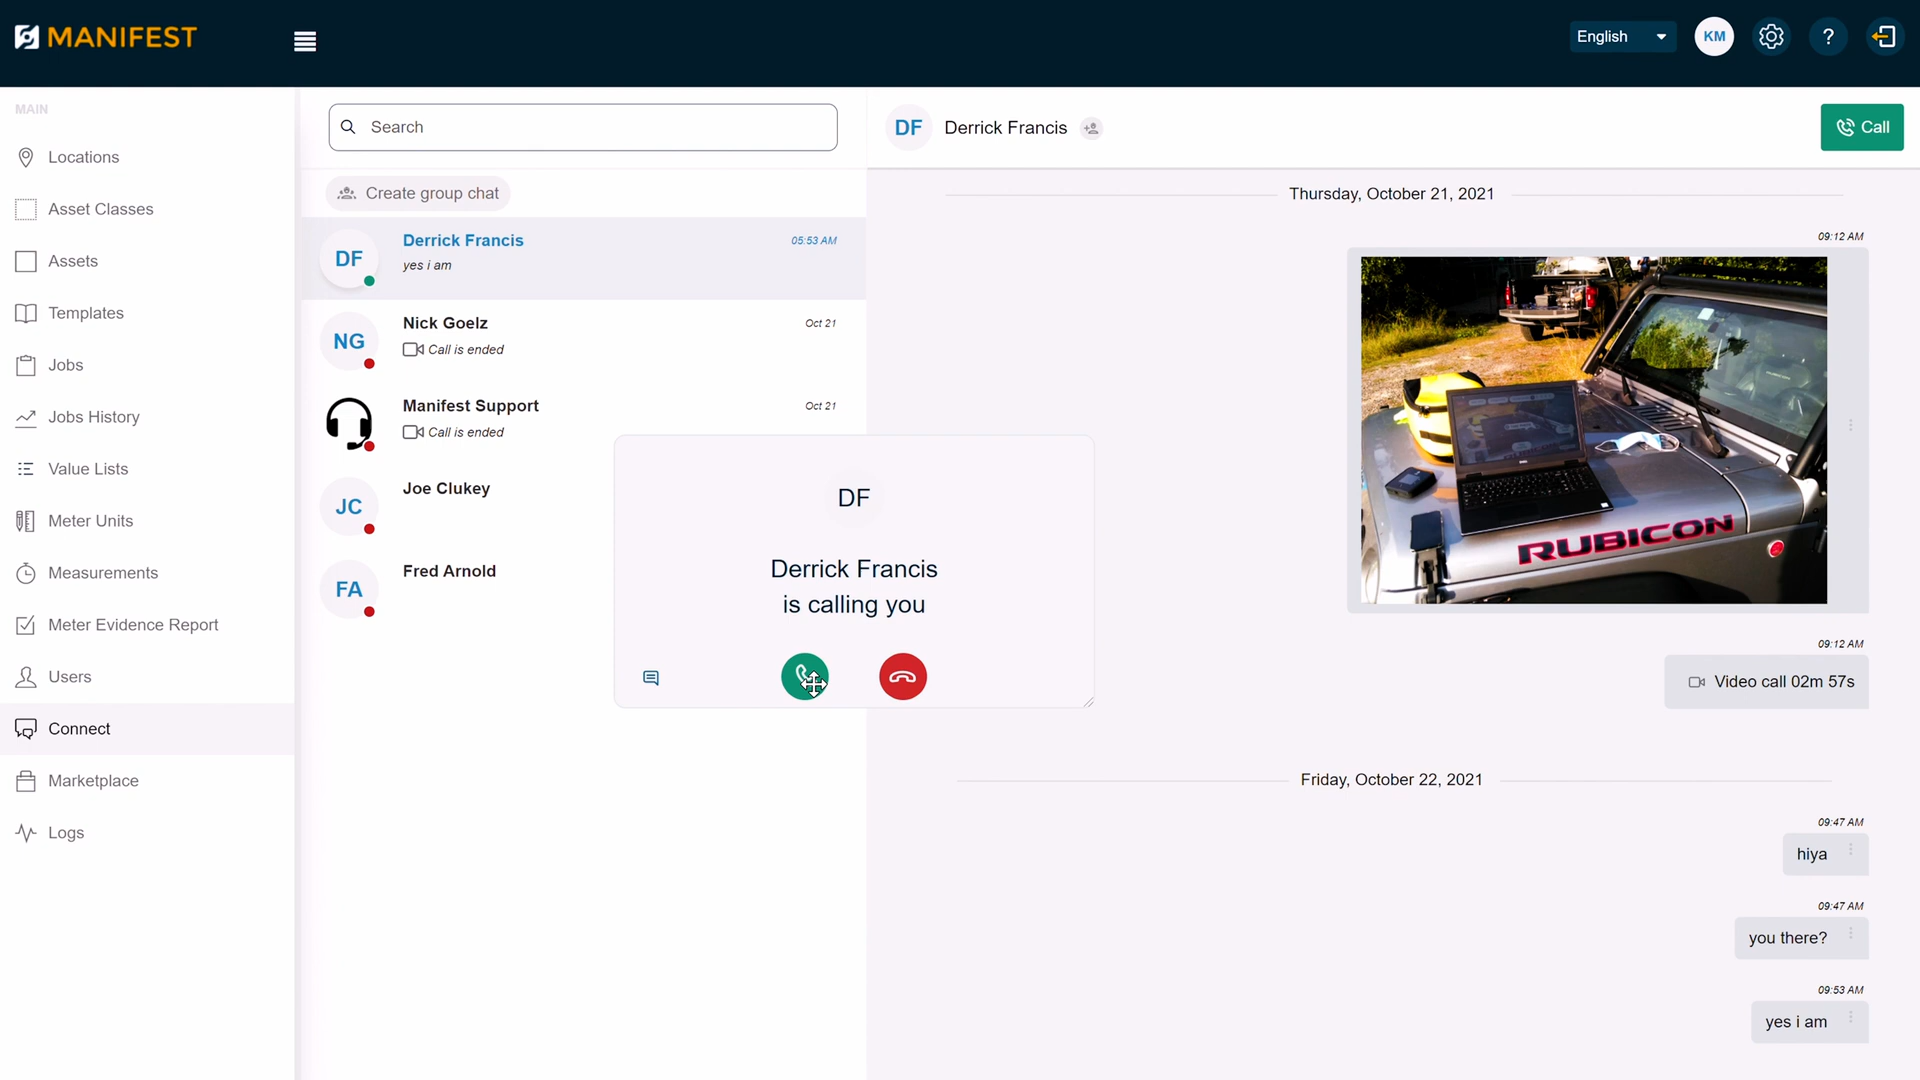 MANIFEST
English
KM
?
MAIN
Locations
Asset Classes
Assets
Templates
Jobs
Jobs History
Value Lists
Meter Units
Measurements
Meter Evidence Report
Users
Connect
Marketplace
Logs
Search
Create group chat
DF
Derrick Francis
05:53 AM
yes i am
NG
Nick Goelz
Oct 21
Call is ended
Manifest Support
Oct 21
Call is ended
JC
Joe Clukey
FA
Fred Arnold
DF
Derrick Francis
is calling you
DF
Derrick Francis
Call
Thursday, October 21, 2021
09:12 AM
RUBICON
09:12 AM
Video call 02m 57s
Friday, October 22, 2021
09:47 AM
hiya
09:47 AM
you there?
09:53 AM
yes i am